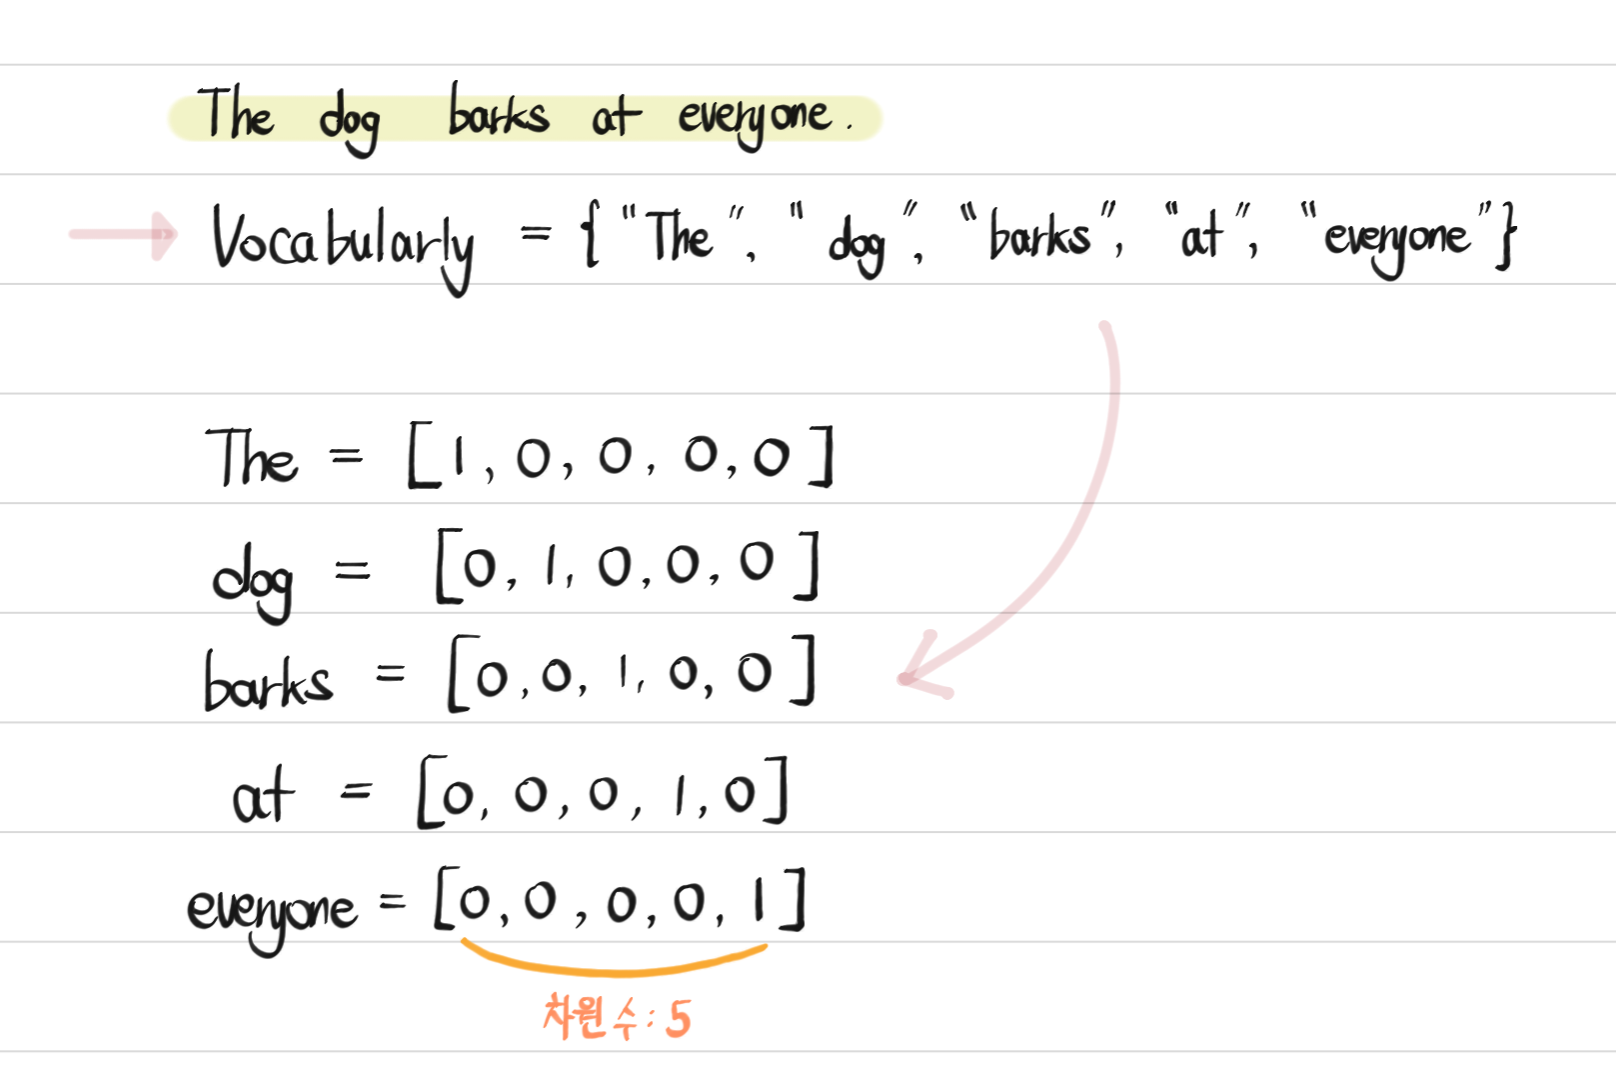 The dog barks at everyone.
Vocabularly = {"The", "dog", "barks", "at", "everyone"}
The = [1, 0, 0, 0, 0]
dog = [0, 1, 0, 0, 0]
barks = [0, 0, 1, 0, 0]
at = [0, 0, 0, 1, 0]
everyone = [0, 0, 0, 0, 1]
차원 수: 5